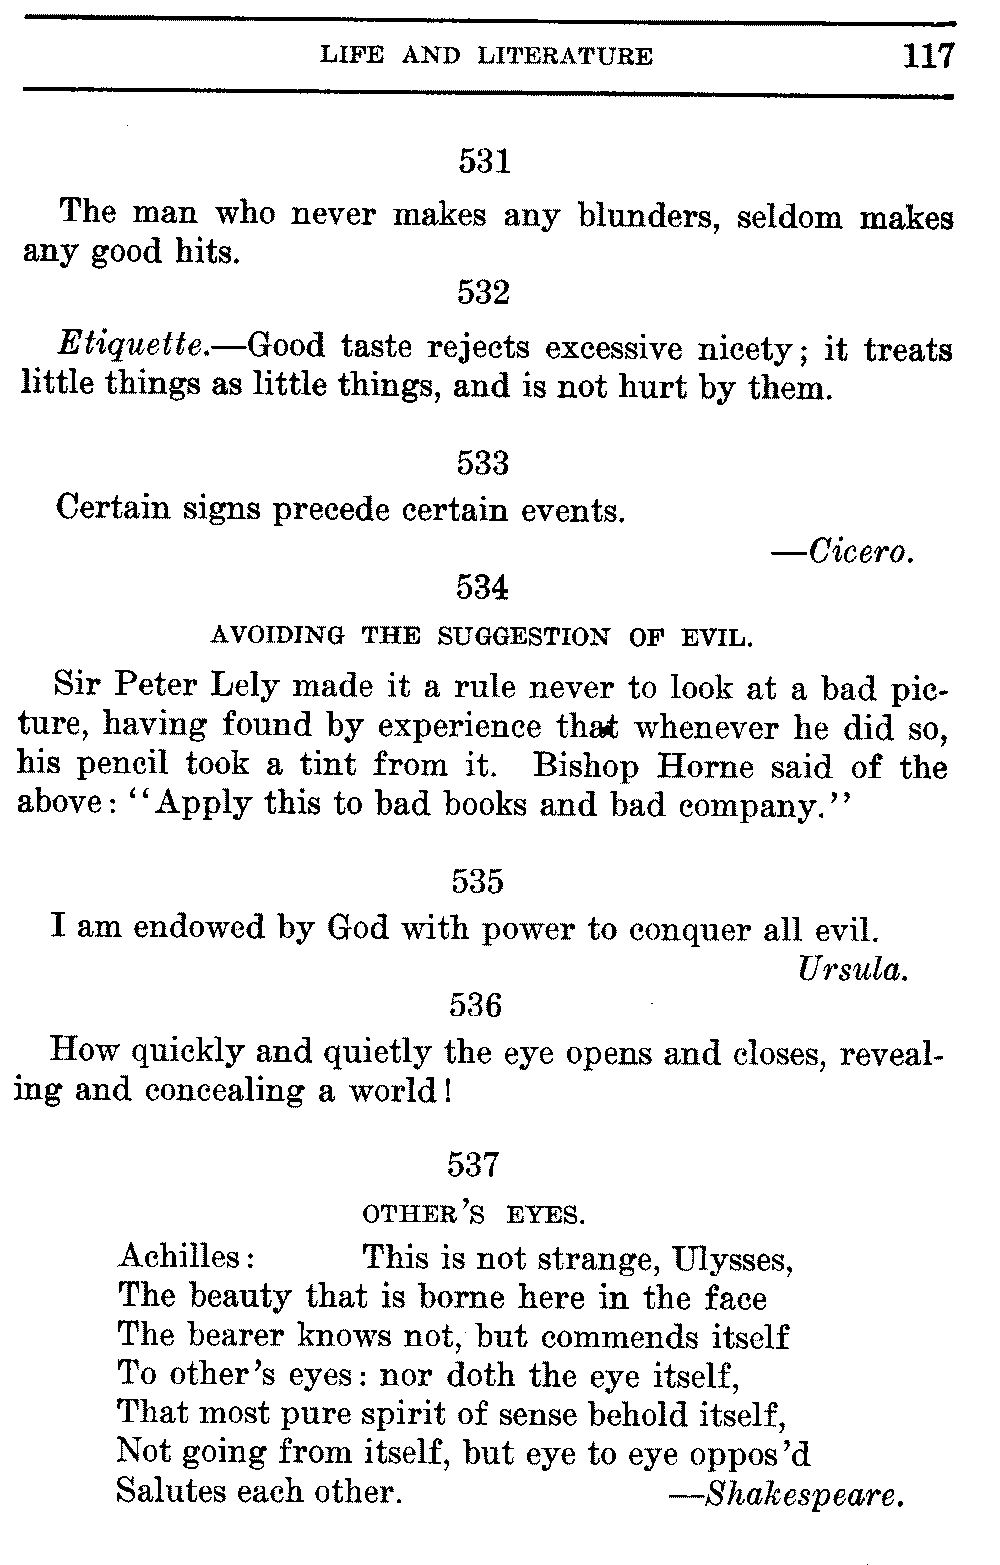 LIFE AND LITERATURE 117
531
The man who never makes any blunders, seldom makes
any good hits.
532
Etiquette.—Good taste rejects excessive nicety; it treats
little things as little things, and is not hurt by them.
533
Certain signs precede certain events.
—Cicero.
534
AVOIDING THE SUGGESTION OF EVIL.
Sir Peter Lely made it a rule never to look at a bad pic-
ture, having found by experience that whenever he did so,
his pencil took a tint from it. Bishop Horne said of the
above: "Apply this to bad books and bad company."
535
I am endowed by God with power to conquer all evil.
Ursula.
536
How quickly and quietly the eye opens and closes, reveal-
ing and concealing a world!
537
OTHER'S EYES.
Achilles: This is not strange, Ulysses,
The beauty that is borne here in the face
The bearer knows not, but commends itself
To other's eyes: nor doth the eye itself,
That most pure spirit of sense behold itself,
Not going from itself, but eye to eye oppos'd
Salutes each other. —Shakespeare.